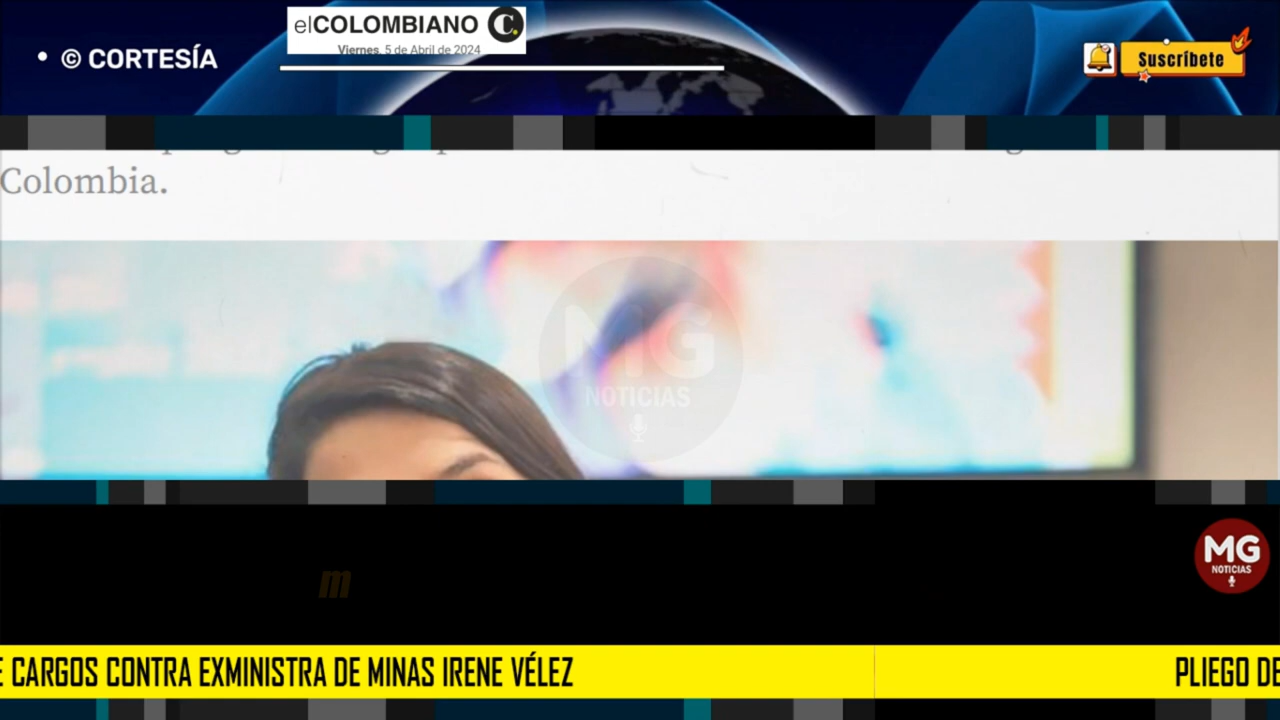 elCOLOMBIANO C.
Viernes, 5 de Abril de 2024
• © CORTESÍA
Suscríbete
Colombia.
MG
NOTICIAS
m
MG
NOTICIAS
E CARGOS CONTRA EXMINISTRA DE MINAS IRENE VÉLEZ
PLIEGO DE